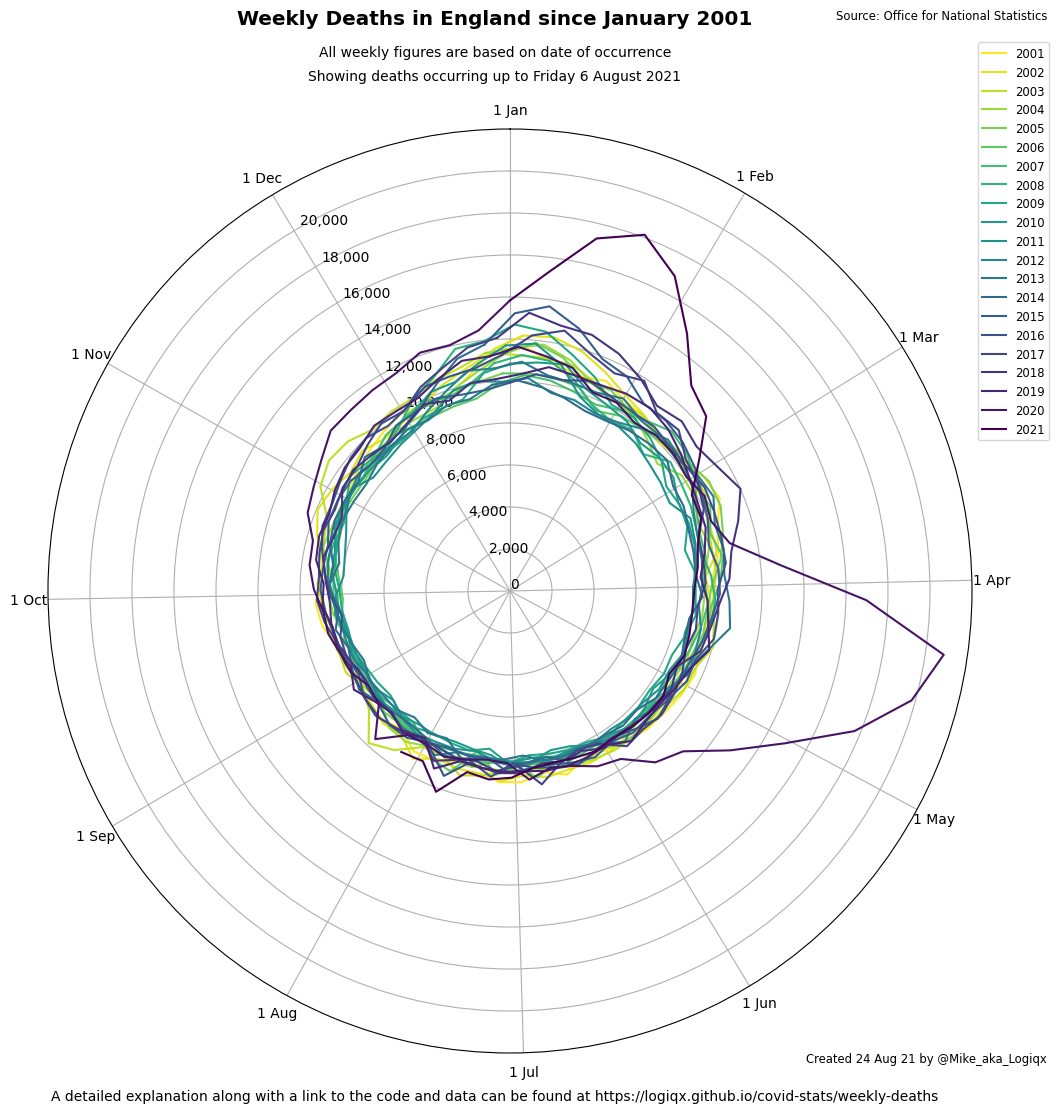 Weekly Deaths in England since January 2001
Source: Office for National Statistics
All weekly figures are based on date of occurrence
Showing deaths occurring up to Friday 6 August 2021
2001
2002
2003
2004
2005
2006
2007
2008
2009
2010
2011
2012
2013
2014
2015
2016
2017
2018
2019
2020
2021
1 Jan
1 Feb
1 Mar
1 Apr
1 May
1 Jun
1 Jul
1 Aug
1 Sep
1 Oct
1 Nov
1 Dec
20,000
18,000
16,000
14,000
12,000
10,000
8,000
6,000
4,000
2,000
0
Created 24 Aug 21 by @Mike_aka_Logiqx
A detailed explanation along with a link to the code and data can be found at https://logiqx.github.io/covid-stats/weekly-deaths